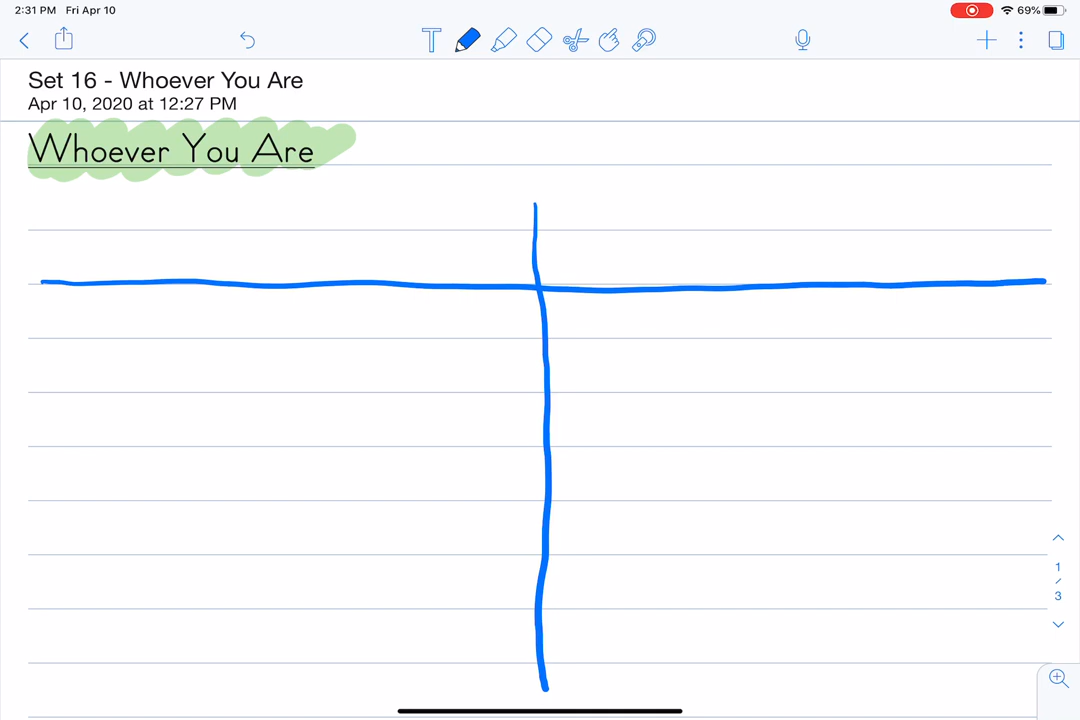 2:31 PM Fri Apr 10 69%
Set 16 - Whoever You Are
Apr 10, 2020 at 12:27 PM
Whoever You Are
1
/
3